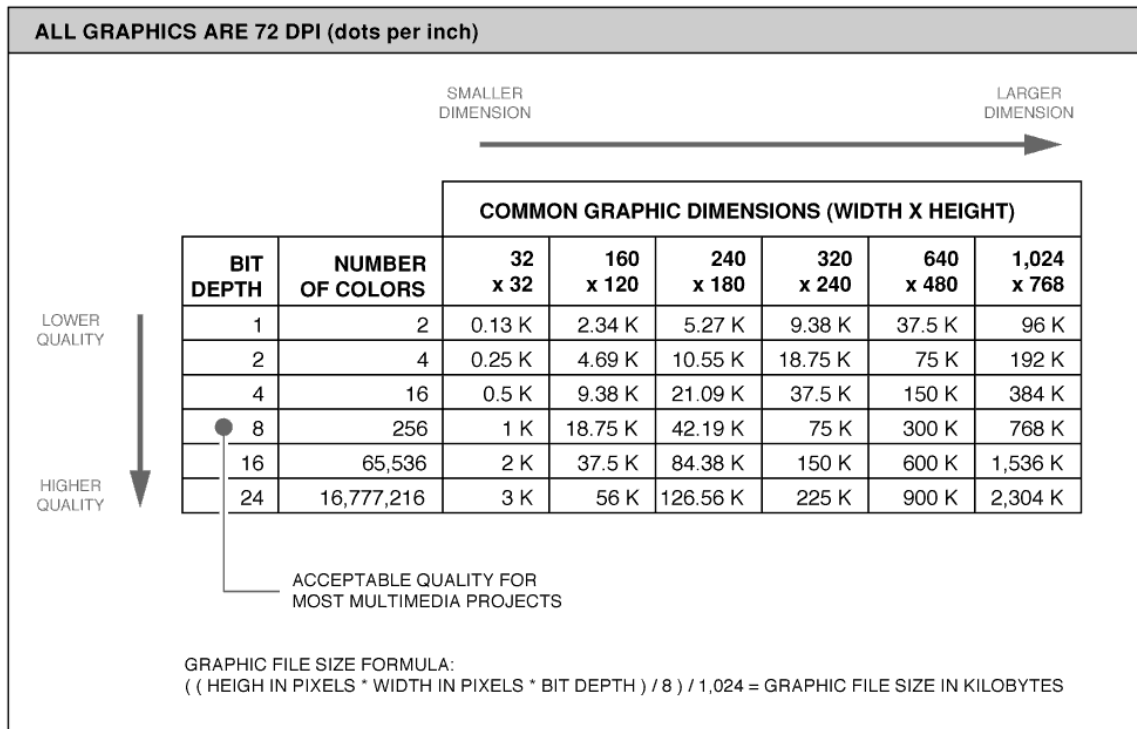 ALL GRAPHICS ARE 72 DPI (dots per inch)
SMALLER
DIMENSION
LARGER
DIMENSION
COMMON GRAPHIC DIMENSIONS (WIDTH X HEIGHT)
BIT
DEPTH
NUMBER
OF COLORS
32
x 32
160
x 120
240
x 180
320
x 240
640
x 480
1,024
x 768
LOWER
QUALITY
1 2 0.13 K 2.34 K 5.27 K 9.38 K 37.5 K 96 K
2 4 0.25 K 4.69 K 10.55 K 18.75 K 75 K 192 K
4 16 0.5 K 9.38 K 21.09 K 37.5 K 150 K 384 K
8 256 1 K 18.75 K 42.19 K 75 K 300 K 768 K
16 65,536 2 K 37.5 K 84.38 K 150 K 600 K 1,536 K
24 16,777,216 3 K 56 K 126.56 K 225 K 900 K 2,304 K
HIGHER
QUALITY
ACCEPTABLE QUALITY FOR
MOST MULTIMEDIA PROJECTS
GRAPHIC FILE SIZE FORMULA:
( ( HEIGH IN PIXELS * WIDTH IN PIXELS * BIT DEPTH ) / 8 ) / 1,024 = GRAPHIC FILE SIZE IN KILOBYTES